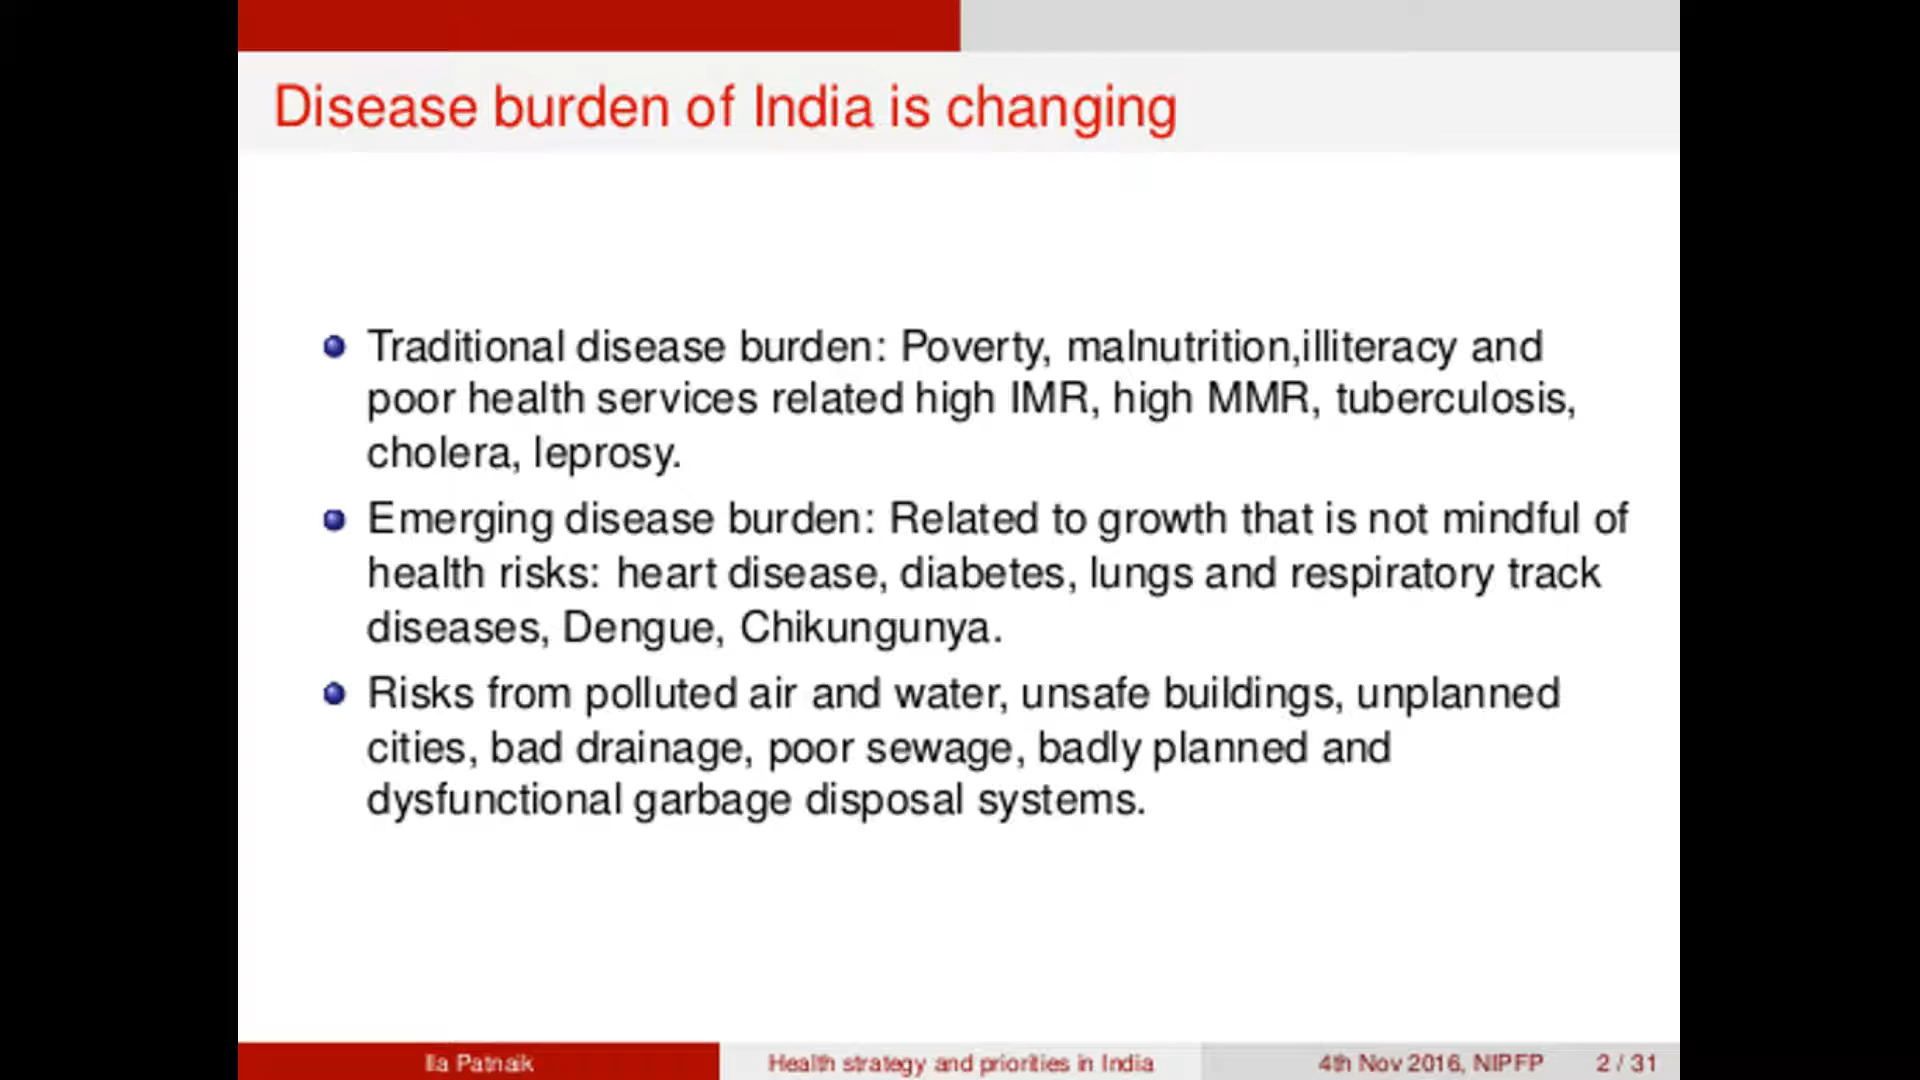 Disease burden of India is changing
Traditional disease burden: Poverty, malnutrition,illiteracy and
poor health services related high IMR, high MMR, tuberculosis,
cholera, leprosy.
Emerging disease burden: Related to growth that is not mindful of
health risks: heart disease, diabetes, lungs and respiratory track
diseases, Dengue, Chikungunya.
Risks from polluted air and water, unsafe buildings, unplanned
cities, bad drainage, poor sewage, badly planned and
dysfunctional garbage disposal systems.
Ila Patnaik
Health strategy and priorities in India
4th Nov 2016, NIPFP
2 / 31